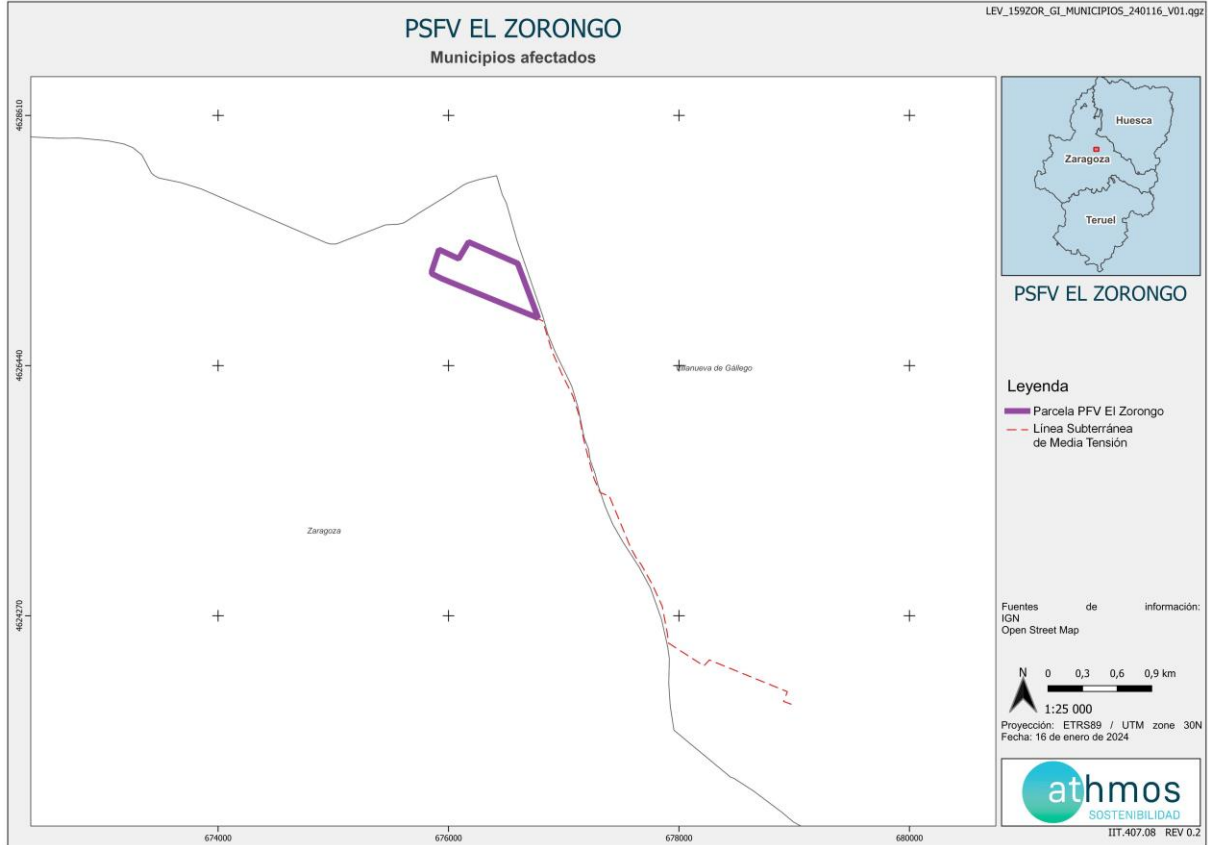 LEV_159ZOR_GI_MUNICIPIOS_240116_V01.qgz
PSFV EL ZORONGO
Municipios afectados
4628610
4626440
4624270
674000
676000
678000
680000
Villanueva de Gállego
Zaragoza
Huesca
Zaragoza
Teruel
PSFV EL ZORONGO
Leyenda
Parcela PFV El Zorongo
Línea Subterránea
de Media Tensión
Fuentes de información:
IGN
Open Street Map
N
0 0,3 0,6 0,9 km
1:25 000
Proyección: ETRS89 / UTM zone 30N
Fecha: 16 de enero de 2024
athmos
SOSTENIBILIDAD
IIT.407.08 REV 0.2